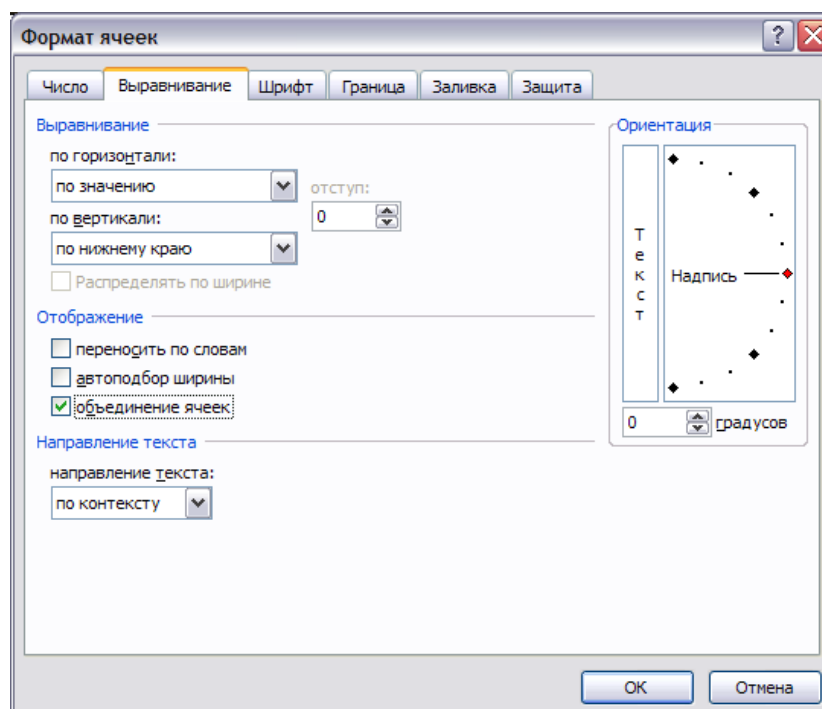 Формат ячеек
Число Выравнивание Шрифт Граница Заливка Защита
Выравнивание
по горизонтали:
по значению
отступ:
0
по вертикали:
по нижнему краю
Распределять по ширине
Отображение
переносить по словам
автоподбор ширины
объединение ячеек
Направление текста
направление текста:
по контексту
Ориентация
Текст
Надпись
0 градусов
ОК Отмена